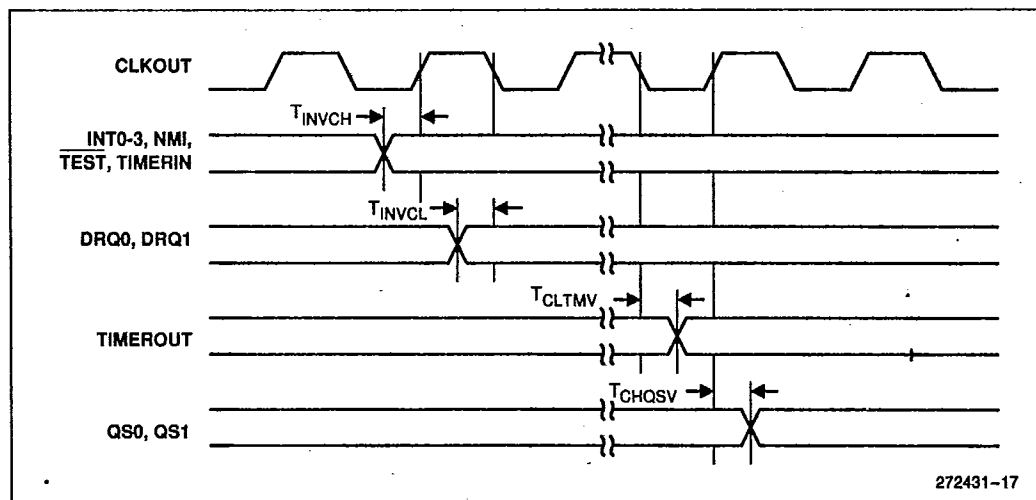 CLKOUT
T_INVCH
INT0-3, NMI,
TEST, TIMERIN
T_INVCL
DRQ0, DRQ1
T_CLTMV
TIMEROUT
T_CHQSV
QS0, QS1
272431-17